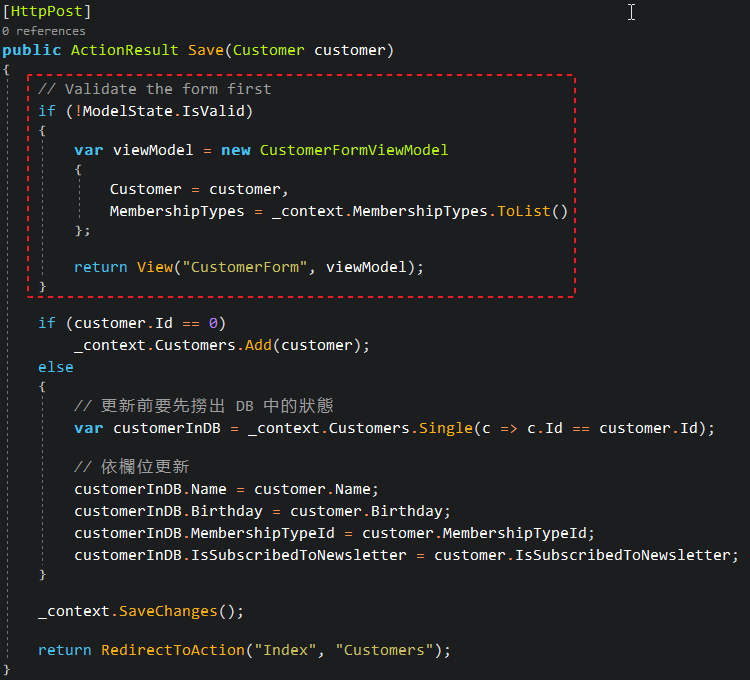 [HttpPost]
0 references
public ActionResult Save(Customer customer)
{
// Validate the form first
if (!ModelState.IsValid)
{
var viewModel = new CustomerFormViewModel
{
Customer = customer,
MembershipTypes = _context.MembershipTypes.ToList()
};
return View("CustomerForm", viewModel);
}
if (customer.Id == 0)
_context.Customers.Add(customer);
else
{
// 更新前要先撈出 DB 中的狀態
var customerInDB = _context.Customers.Single(c => c.Id == customer.Id);
// 依欄位更新
customerInDB.Name = customer.Name;
customerInDB.Birthday = customer.Birthday;
customerInDB.MembershipTypeId = customer.MembershipTypeId;
customerInDB.IsSubscribedToNewsletter = customer.IsSubscribedToNewsletter;
}
_context.SaveChanges();
return RedirectToAction("Index", "Customers");
}